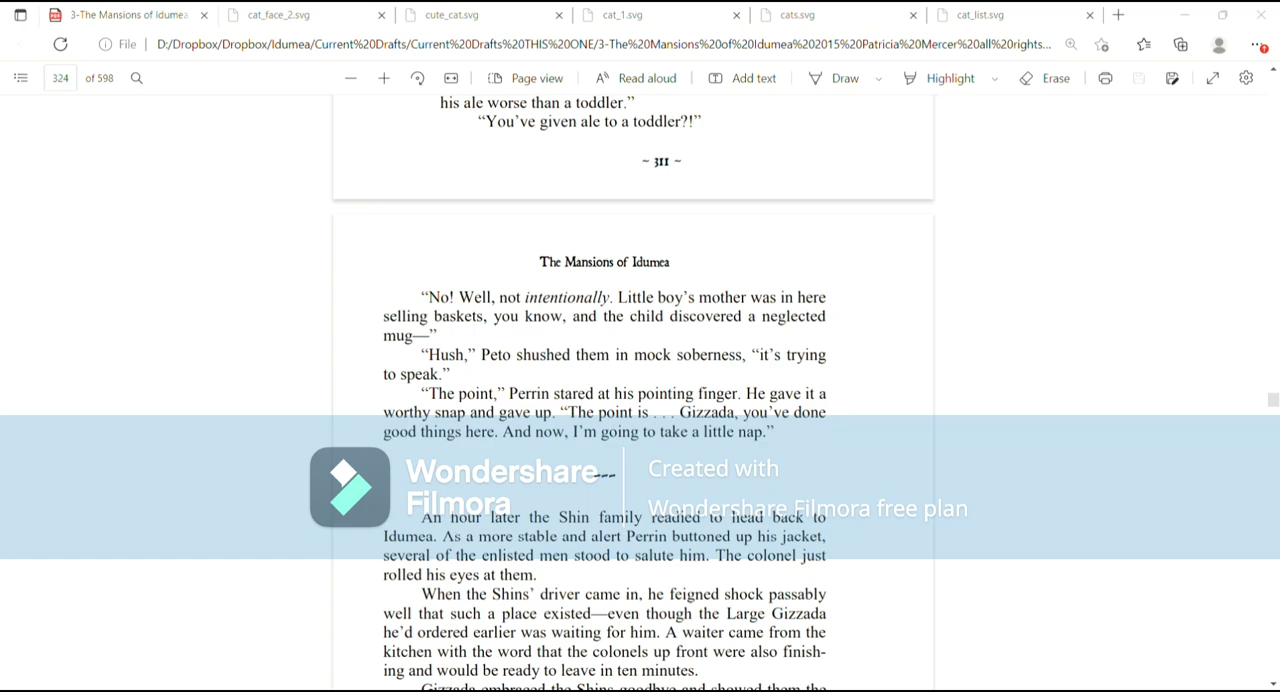 3-The Mansions of Idumea
cat_face_2.svg
cute_cat.svg
cat_1.svg
cats.svg
cat_list.svg
File
D:/Dropbox/Dropbox/Idumea/Current%20Drafts/Current%20Drafts%20THIS%20ONE/3-The%20Mansions%20of%20Idumea%202015%20Patricia%20Mercer%20all%20rights...
324 of 598
Page view
Read aloud
Add text
Draw
Highlight
Erase
his ale worse than a toddler.”
“You’ve given ale to a toddler?!”
~ 311 ~
The Mansions of Idumea
“No! Well, not intentionally. Little boy’s mother was in here
selling baskets, you know, and the child discovered a neglected
mug—”
“Hush,” Peto shushed them in mock soberness, “it’s trying
to speak.”
“The point,” Perrin stared at his pointing finger. He gave it a
worthy snap and gave up. “The point is . . . Gizzada, you’ve done
good things here. And now, I’m going to take a little nap.”
---
Wondershare
Filmora
Created with
Wondershare Filmora free plan
An hour later the Shin family readied to head back to
Idumea. As a more stable and alert Perrin buttoned up his jacket,
several of the enlisted men stood to salute him. The colonel just
rolled his eyes at them.
When the Shins’ driver came in, he feigned shock passably
well that such a place existed—even though the Large Gizzada
he’d ordered earlier was waiting for him. A waiter came from the
kitchen with the word that the colonels up front were also finish-
ing and would be ready to leave in ten minutes.
Gizzada embraced the Shins goodbye and showed them the